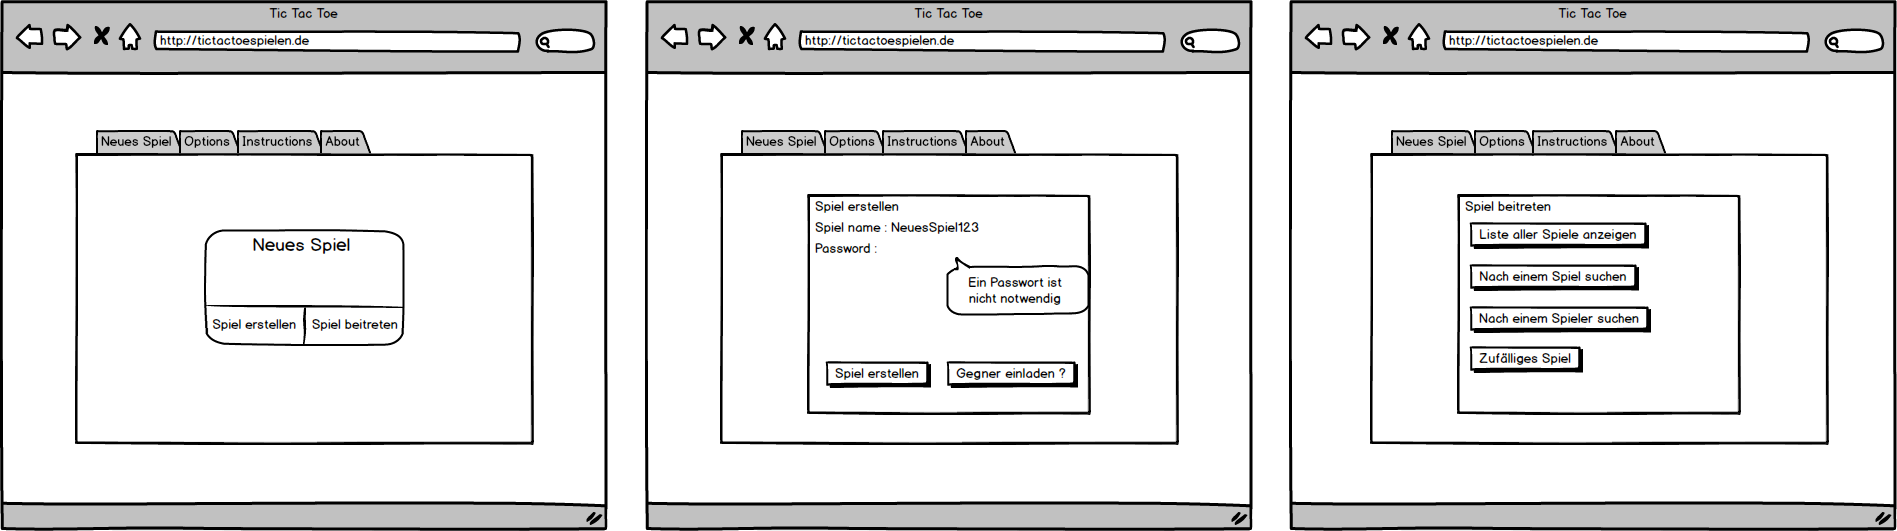 Tic Tac Toe
http://tictactoespielen.de
Neues Spiel Options Instructions About
Neues Spiel
Spiel erstellen Spiel beitreten
Tic Tac Toe
http://tictactoespielen.de
Neues Spiel Options Instructions About
Spiel erstellen
Spiel name : NeuesSpiel123
Password :
Ein Passwort ist
nicht notwendig
Spiel erstellen Gegner einladen ?
Tic Tac Toe
http://tictactoespielen.de
Neues Spiel Options Instructions About
Spiel beitreten
Liste aller Spiele anzeigen
Nach einem Spiel suchen
Nach einem Spieler suchen
Zufälliges Spiel